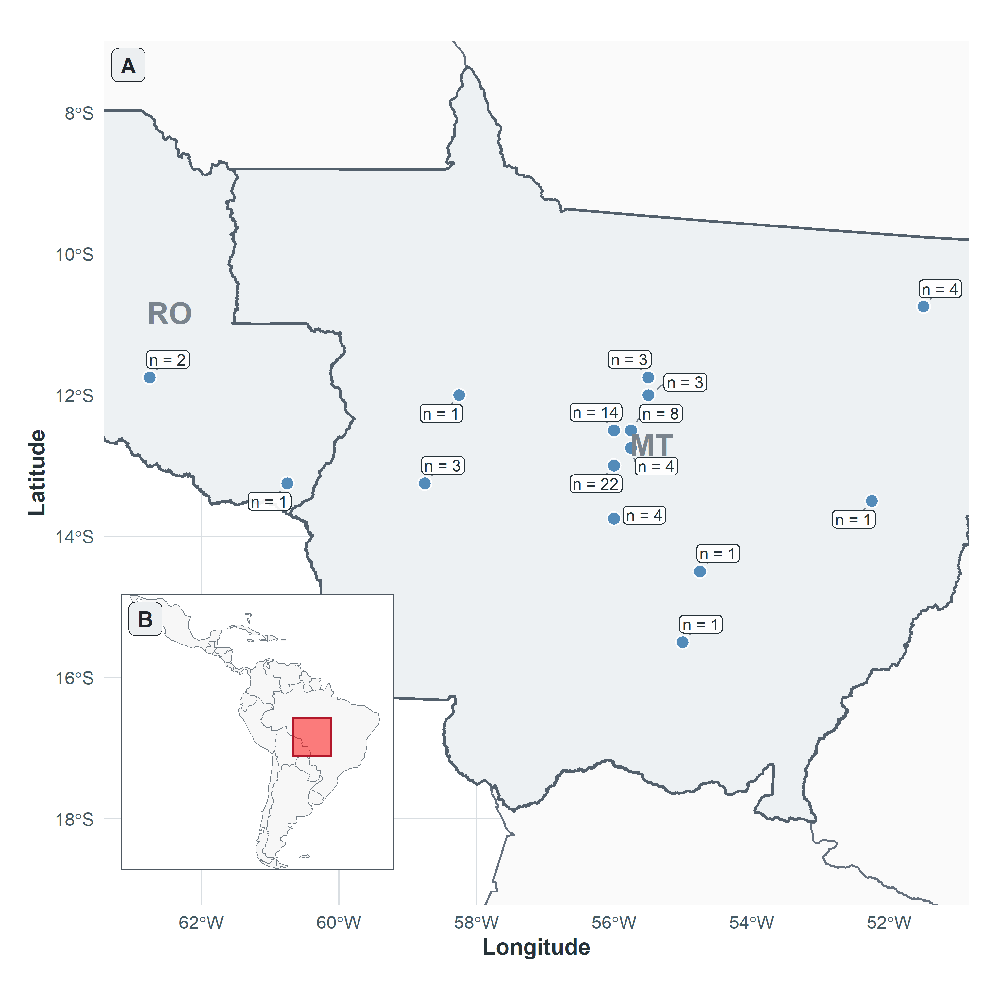 A
8°S
10°S
n = 4
RO
n = 2
n = 3
n = 3
12°S
n = 1
n = 14
n = 8
MT
n = 3
n = 4
n = 22
n = 1
n = 4
n = 1
14°S
n = 1
B
n = 1
16°S
18°S
62°W
60°W
58°W
56°W
54°W
52°W
Longitude
Latitude